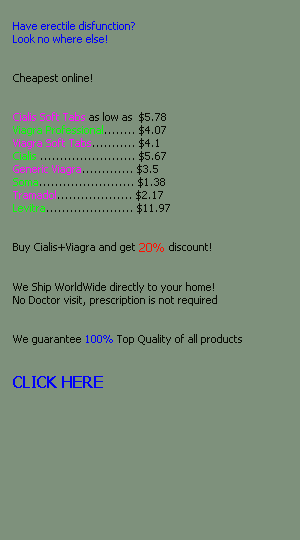 Have erectile disfunction?
Look no where else!
Cheapest online!
Cialis Soft Tabs as low as $5.78
Viagra Professional........ $4.07
Viagra Soft Tabs........... $4.1
Cialis ....................... $5.67
Generic Viagra............. $3.5
Soma....................... $1.38
Tramadol.................. $2.17
Levitra..................... $11.97
Buy Cialis+Viagra and get 20% discount!
We Ship WorldWide directly to your home!
No Doctor visit, prescription is not required
We guarantee 100% Top Quality of all products
CLICK HERE